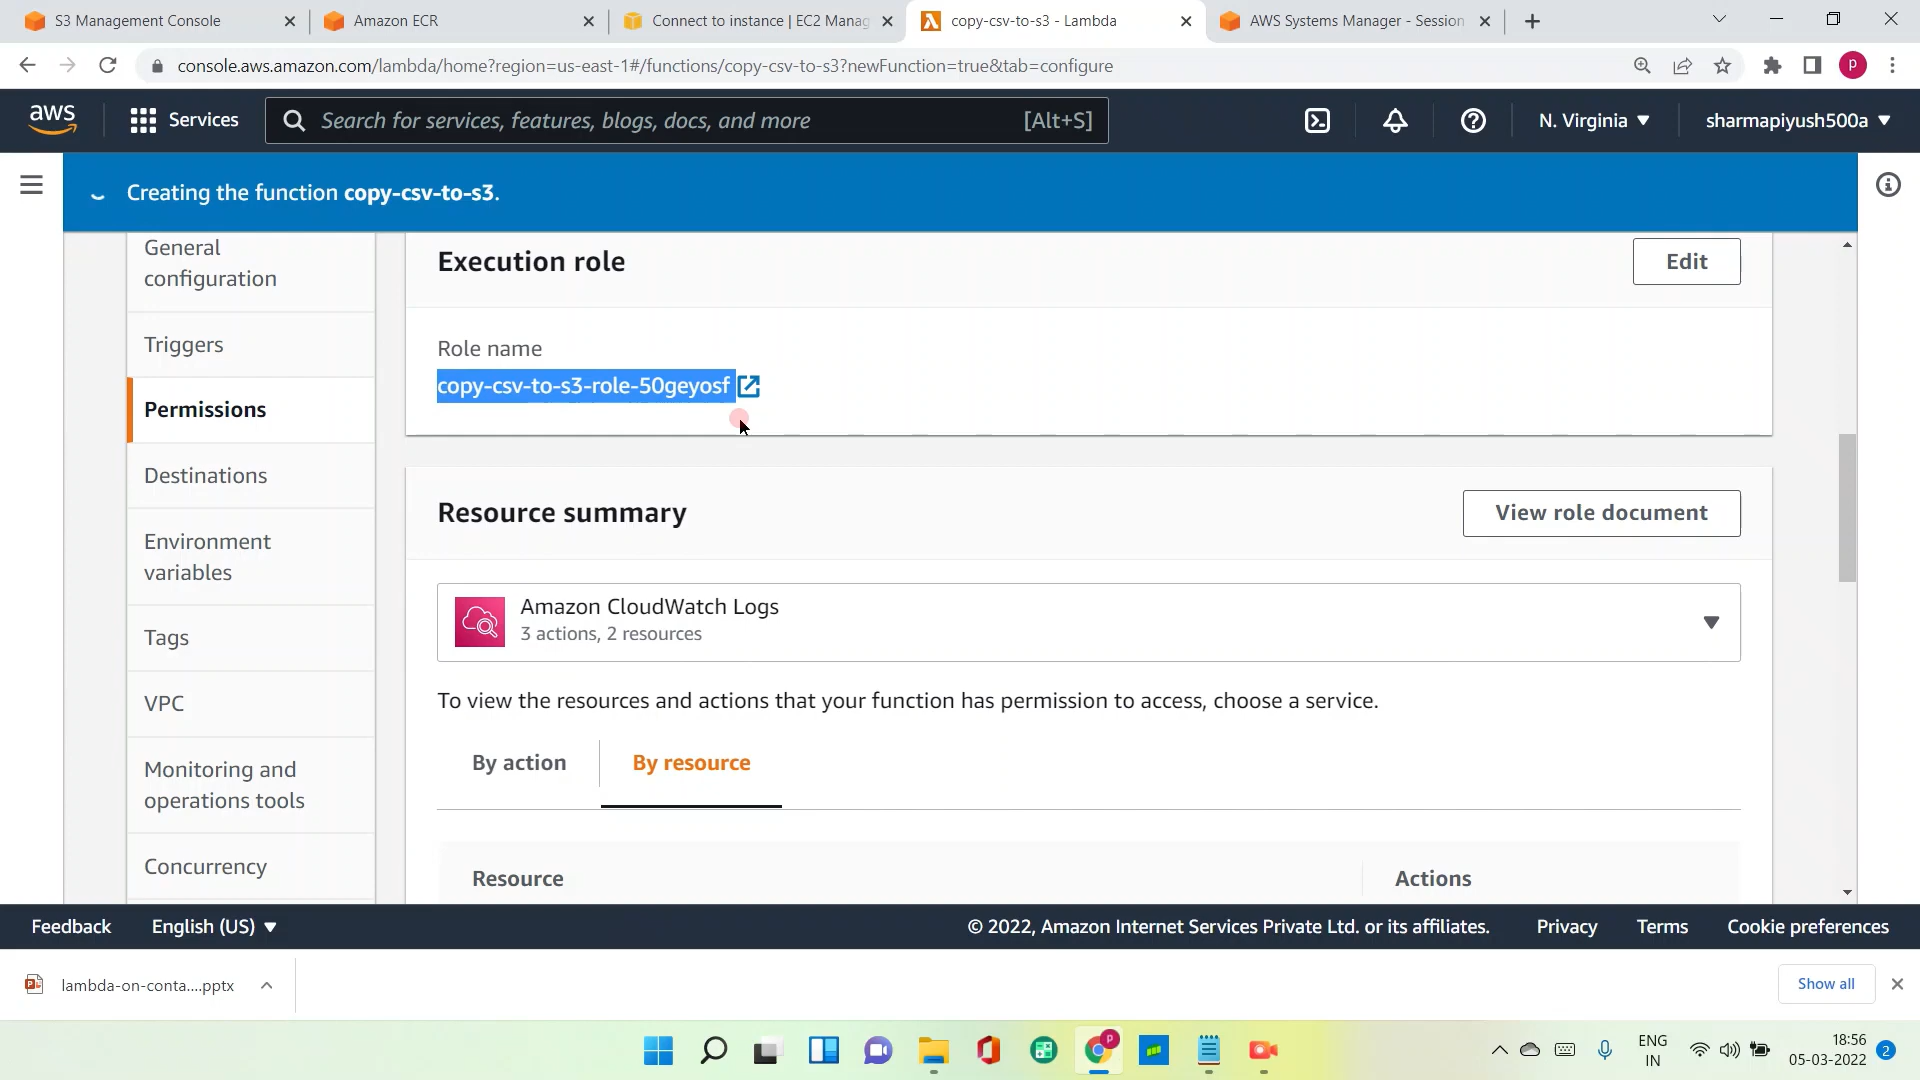 S3 Management Console
Amazon ECR
Connect to instance | EC2 Manag
copy-csv-to-s3 - Lambda
AWS Systems Manager - Session
console.aws.amazon.com/lambda/home?region=us-east-1#/functions/copy-csv-to-s3?newFunction=true&tab=configure
P
aws
Services
Search for services, features, blogs, docs, and more
[Alt+S]
N. Virginia
sharmapiyush500a
Creating the function copy-csv-to-s3.
General
configuration
Triggers
Permissions
Destinations
Environment
variables
Tags
VPC
Monitoring and
operations tools
Concurrency
Execution role
Edit
Role name
copy-csv-to-s3-role-50geyosf
Resource summary
View role document
Amazon CloudWatch Logs
3 actions, 2 resources
To view the resources and actions that your function has permission to access, choose a service.
By action
By resource
Resource
Actions
Feedback
English (US)
© 2022, Amazon Internet Services Private Ltd. or its affiliates.
Privacy
Terms
Cookie preferences
lambda-on-conta....pptx
Show all
P
ENG
IN
18:56
05-03-2022
2